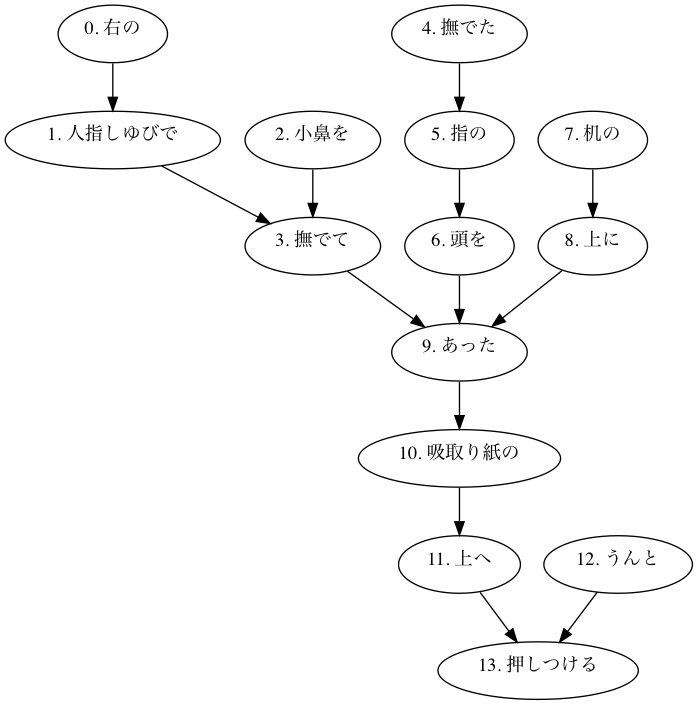 0. 右の
4. 撫でた
1. 人指しゆびで
2. 小鼻を
5. 指の
7. 机の
3. 撫でて
6. 頭を
8. 上に
9. あった
10. 吸取り紙の
11. 上へ
12. うんと
13. 押しつける